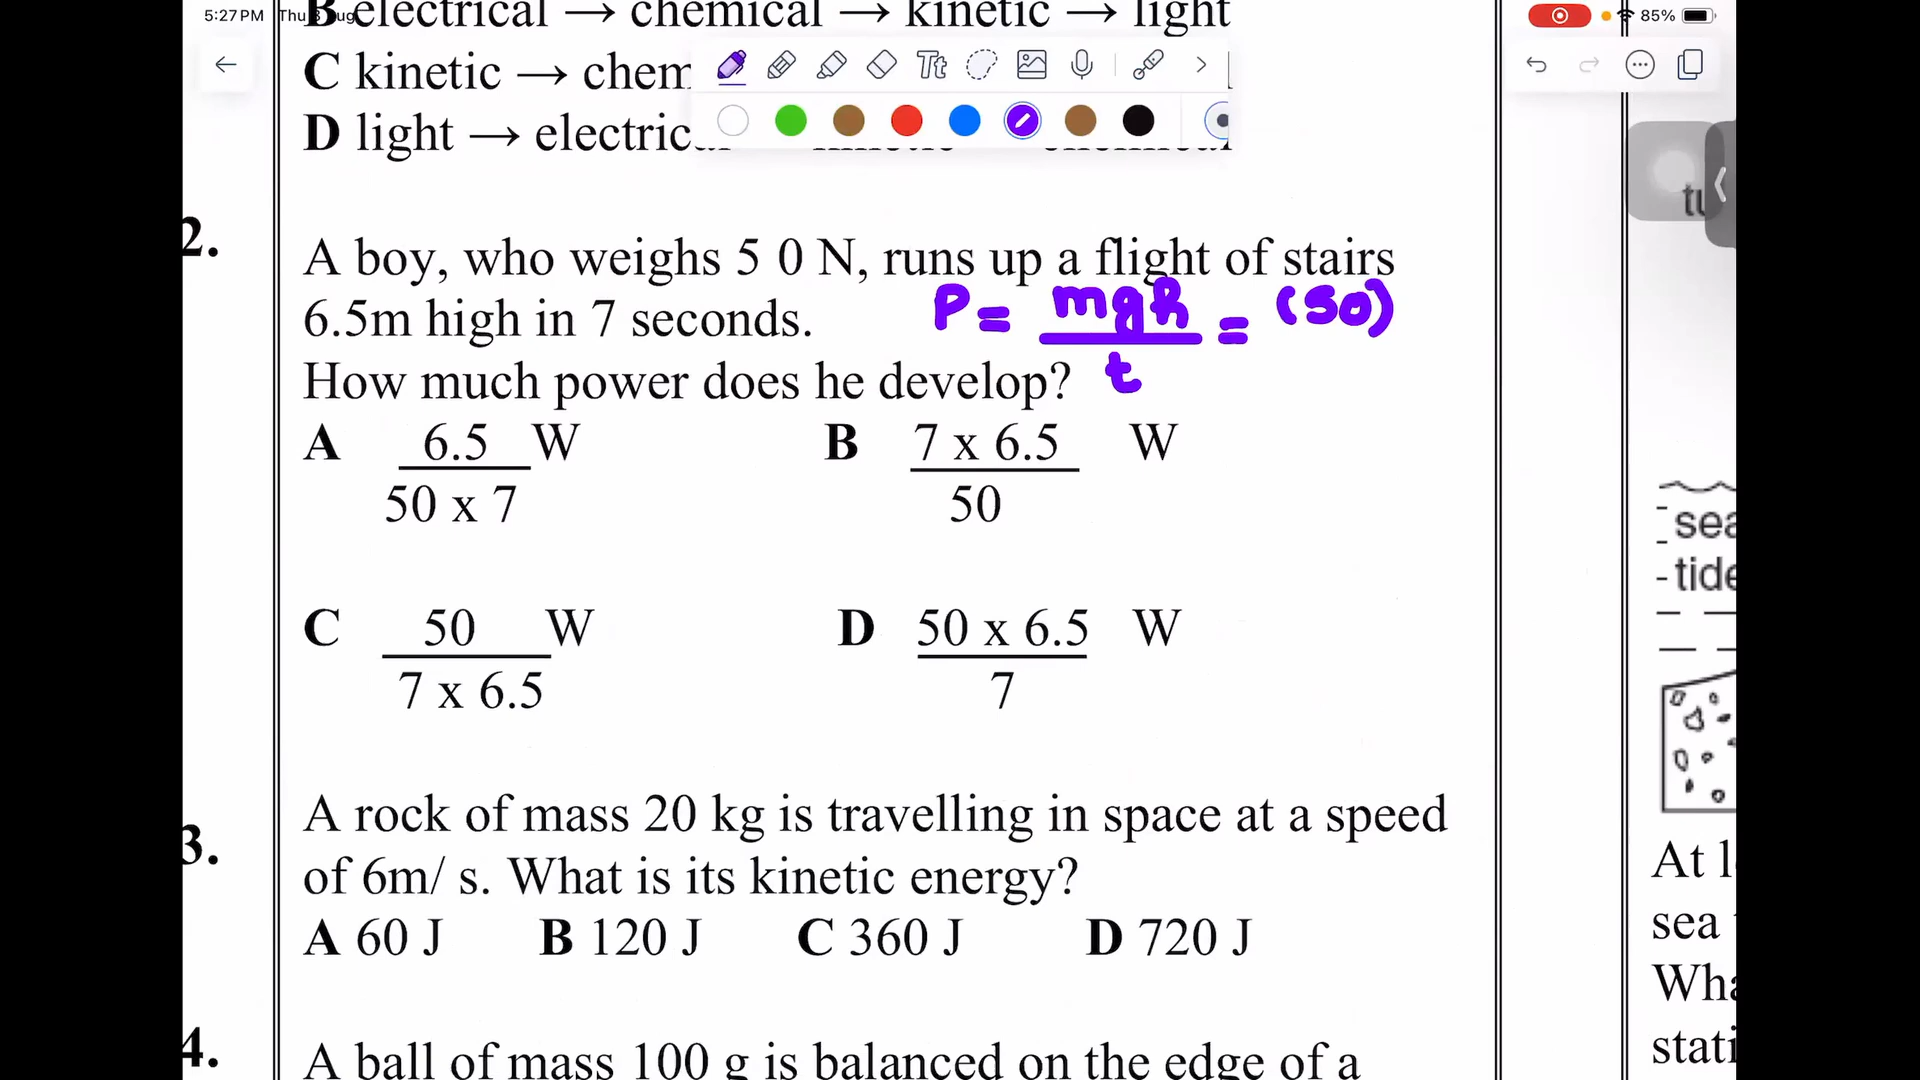 5:27 PM Thu
85%
B electrical → chemical → kinetic → light
C kinetic → chem
D light → electric
Tt
2.
A boy, who weighs 5 0 N, runs up a flight of stairs
6.5m high in 7 seconds.
P = mgh / t = (50)
How much power does he develop?
A 6.5 / 50 x 7 W
B 7 x 6.5 / 50 W
C 50 / 7 x 6.5 W
D 50 x 6.5 / 7 W
3.
A rock of mass 20 kg is travelling in space at a speed
of 6m/ s. What is its kinetic energy?
A 60 J B 120 J C 360 J D 720 J
4.
A ball of mass 100 g is balanced on the edge of a
tu
sea
tide
At l
sea
Wha
stati